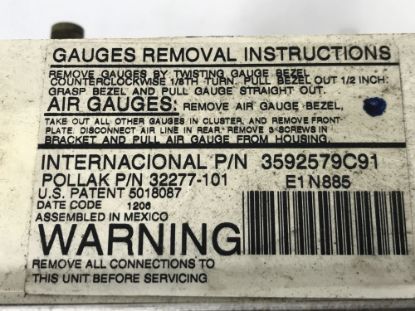 GAUGES REMOVAL INSTRUCTIONS
REMOVE GAUGES BY TWISTING GAUGE BEZEL
COUNTERCLOCKWISE 1/8TH TURN. PULL BEZEL OUT 1/2 INCH:
GRASP BEZEL AND PULL GAUGE STRAIGHT OUT.
AIR GAUGES: REMOVE AIR GAUGE BEZEL,
TAKE OUT ALL OTHER GAUGES IN CLUSTER, AND REMOVE FRONT-
PLATE. DISCONNECT AIR LINE IN REAR. REMOVE 3 SCREWS IN
BRACKET AND PULL AIR GAUGE FROM HOUSING.
INTERNACIONAL P/N 3592579C91
POLLAK P/N 32277-101 E1N885
U.S. PATENT 5018087
DATE CODE 1206
ASSEMBLED IN MEXICO
WARNING
REMOVE ALL CONNECTIONS TO
THIS UNIT BEFORE SERVICING